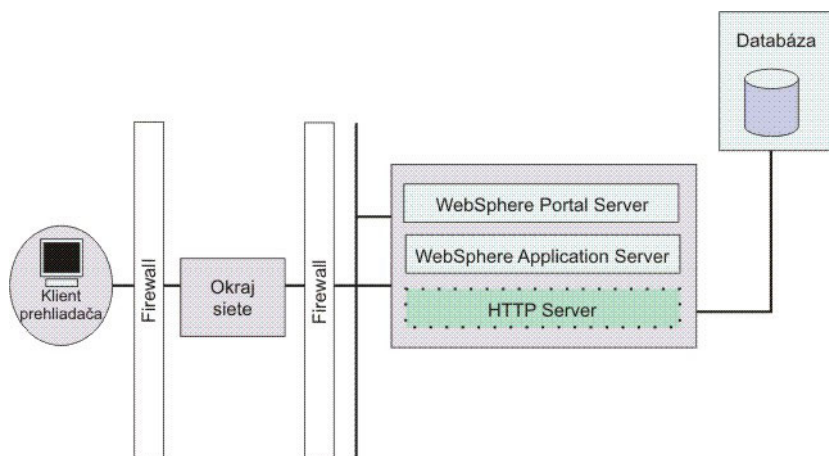 Databáza
WebSphere Portal Server
WebSphere Application Server
HTTP Server
Klient
prehliadača
Firewall
Okraj
siete
Firewall